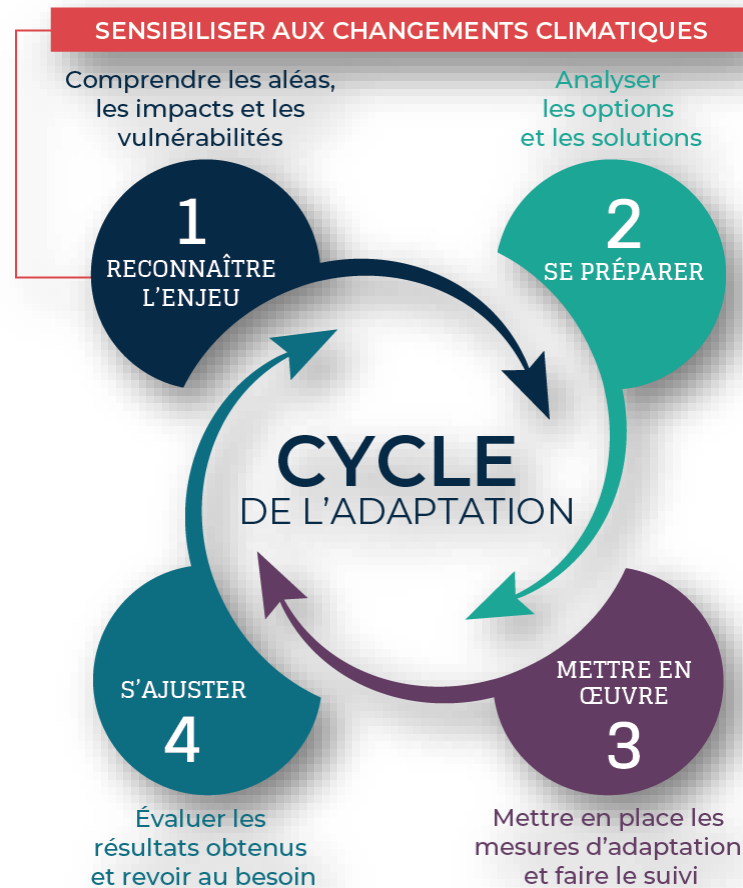 SENSIBILISER AUX CHANGEMENTS CLIMATIQUES
Comprendre les aléas,
les impacts et les
vulnérabilités
1
RECONNAÎTRE
L'ENJEU
Analyser
les options
et les solutions
2
SE PRÉPARER
CYCLE
DE L'ADAPTATION
METTRE EN
ŒUVRE
3
Mettre en place les
mesures d'adaptation
et faire le suivi
S'AJUSTER
4
Évaluer les
résultats obtenus
et revoir au besoin